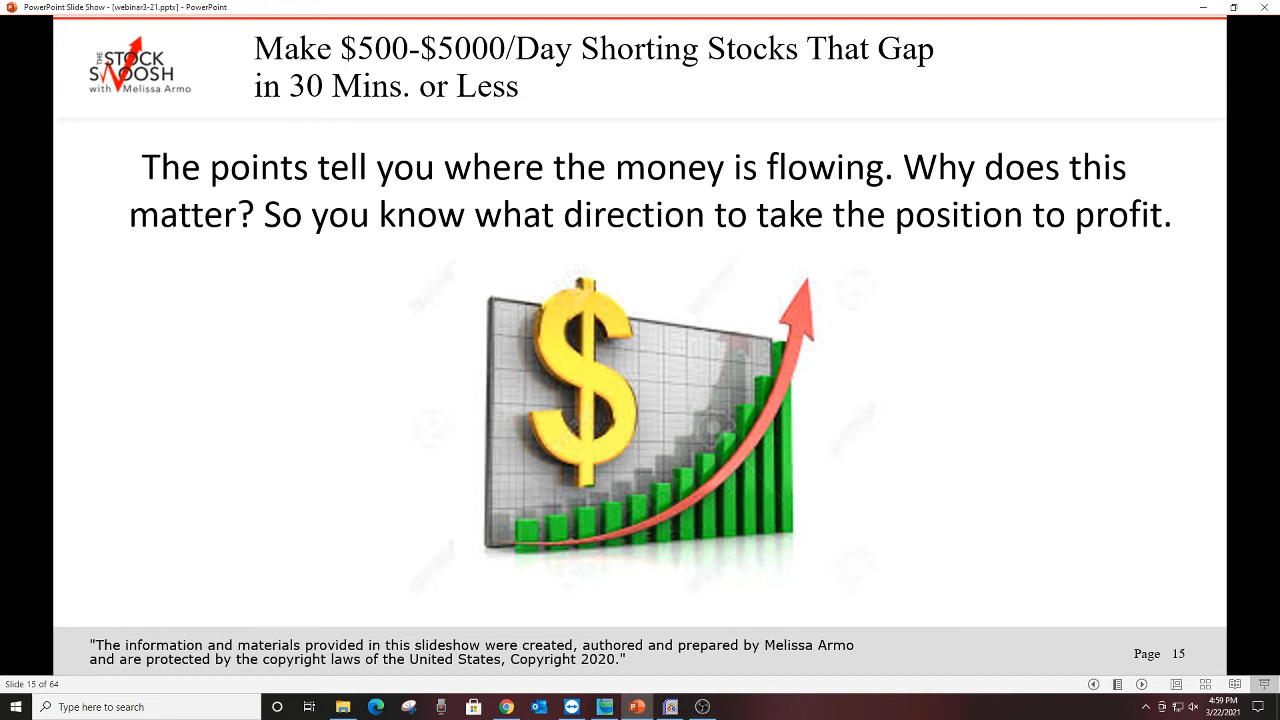 PowerPoint Slide Show - [webinar3-21.pptx] - PowerPoint
THE
STOCK
SWOOSH
with Melissa Armo
Make $500-$5000/Day Shorting Stocks That Gap
in 30 Mins. or Less
The points tell you where the money is flowing. Why does this
matter? So you know what direction to take the position to profit.
$
"The information and materials provided in this slideshow were created, authored and prepared by Melissa Armo
and are protected by the copyright laws of the United States, Copyright 2020."
Page 15
Slide 15 of 64
Type here to search
4:59 PM
3/22/2021